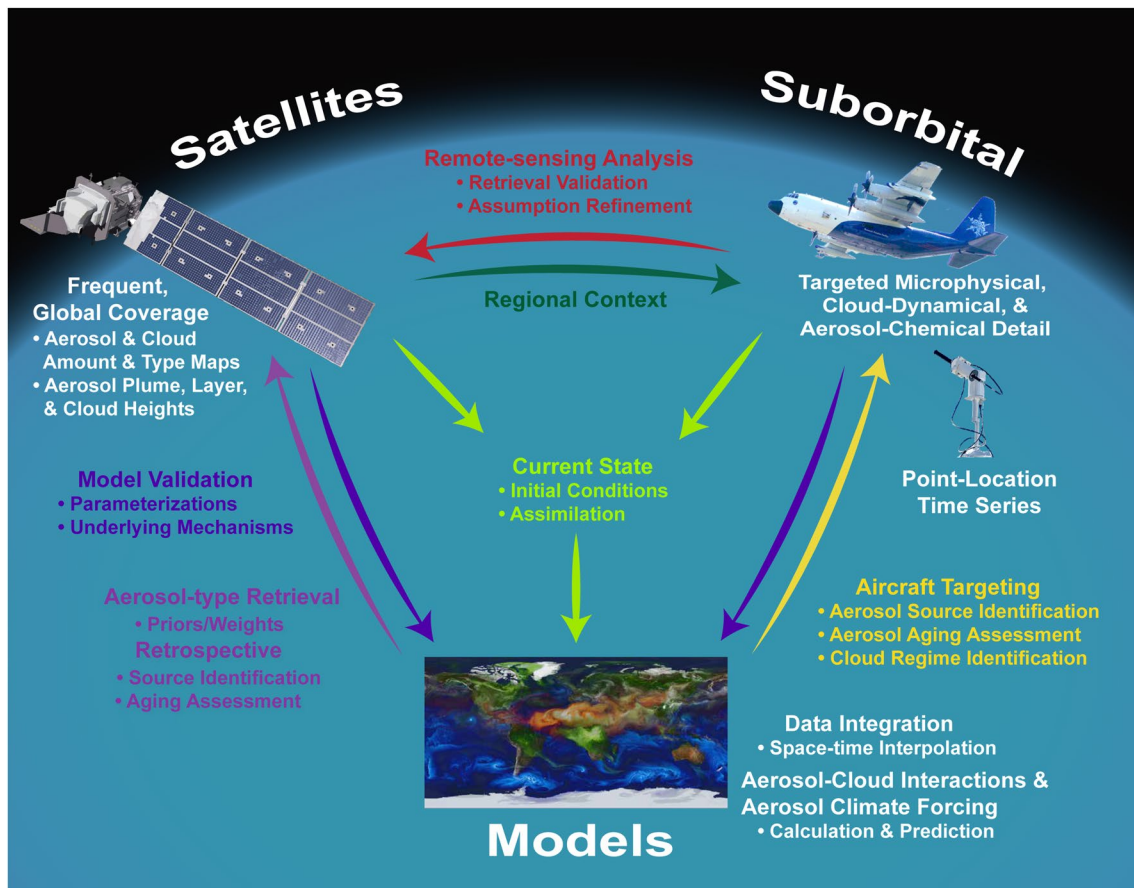 Satellites
Suborbital
Remote-sensing Analysis
• Retrieval Validation
• Assumption Refinement
Regional Context
Frequent,
Global Coverage
• Aerosol & Cloud
Amount & Type Maps
• Aerosol Plume, Layer,
& Cloud Heights
Targeted Microphysical,
Cloud-Dynamical, &
Aerosol-Chemical Detail
Point-Location
Time Series
Current State
• Initial Conditions
• Assimilation
Model Validation
• Parameterizations
• Underlying Mechanisms
Aerosol-type Retrieval
• Priors/Weights
Retrospective
• Source Identification
• Aging Assessment
Aircraft Targeting
• Aerosol Source Identification
• Aerosol Aging Assessment
• Cloud Regime Identification
Data Integration
• Space-time Interpolation
Aerosol-Cloud Interactions &
Aerosol Climate Forcing
• Calculation & Prediction
Models